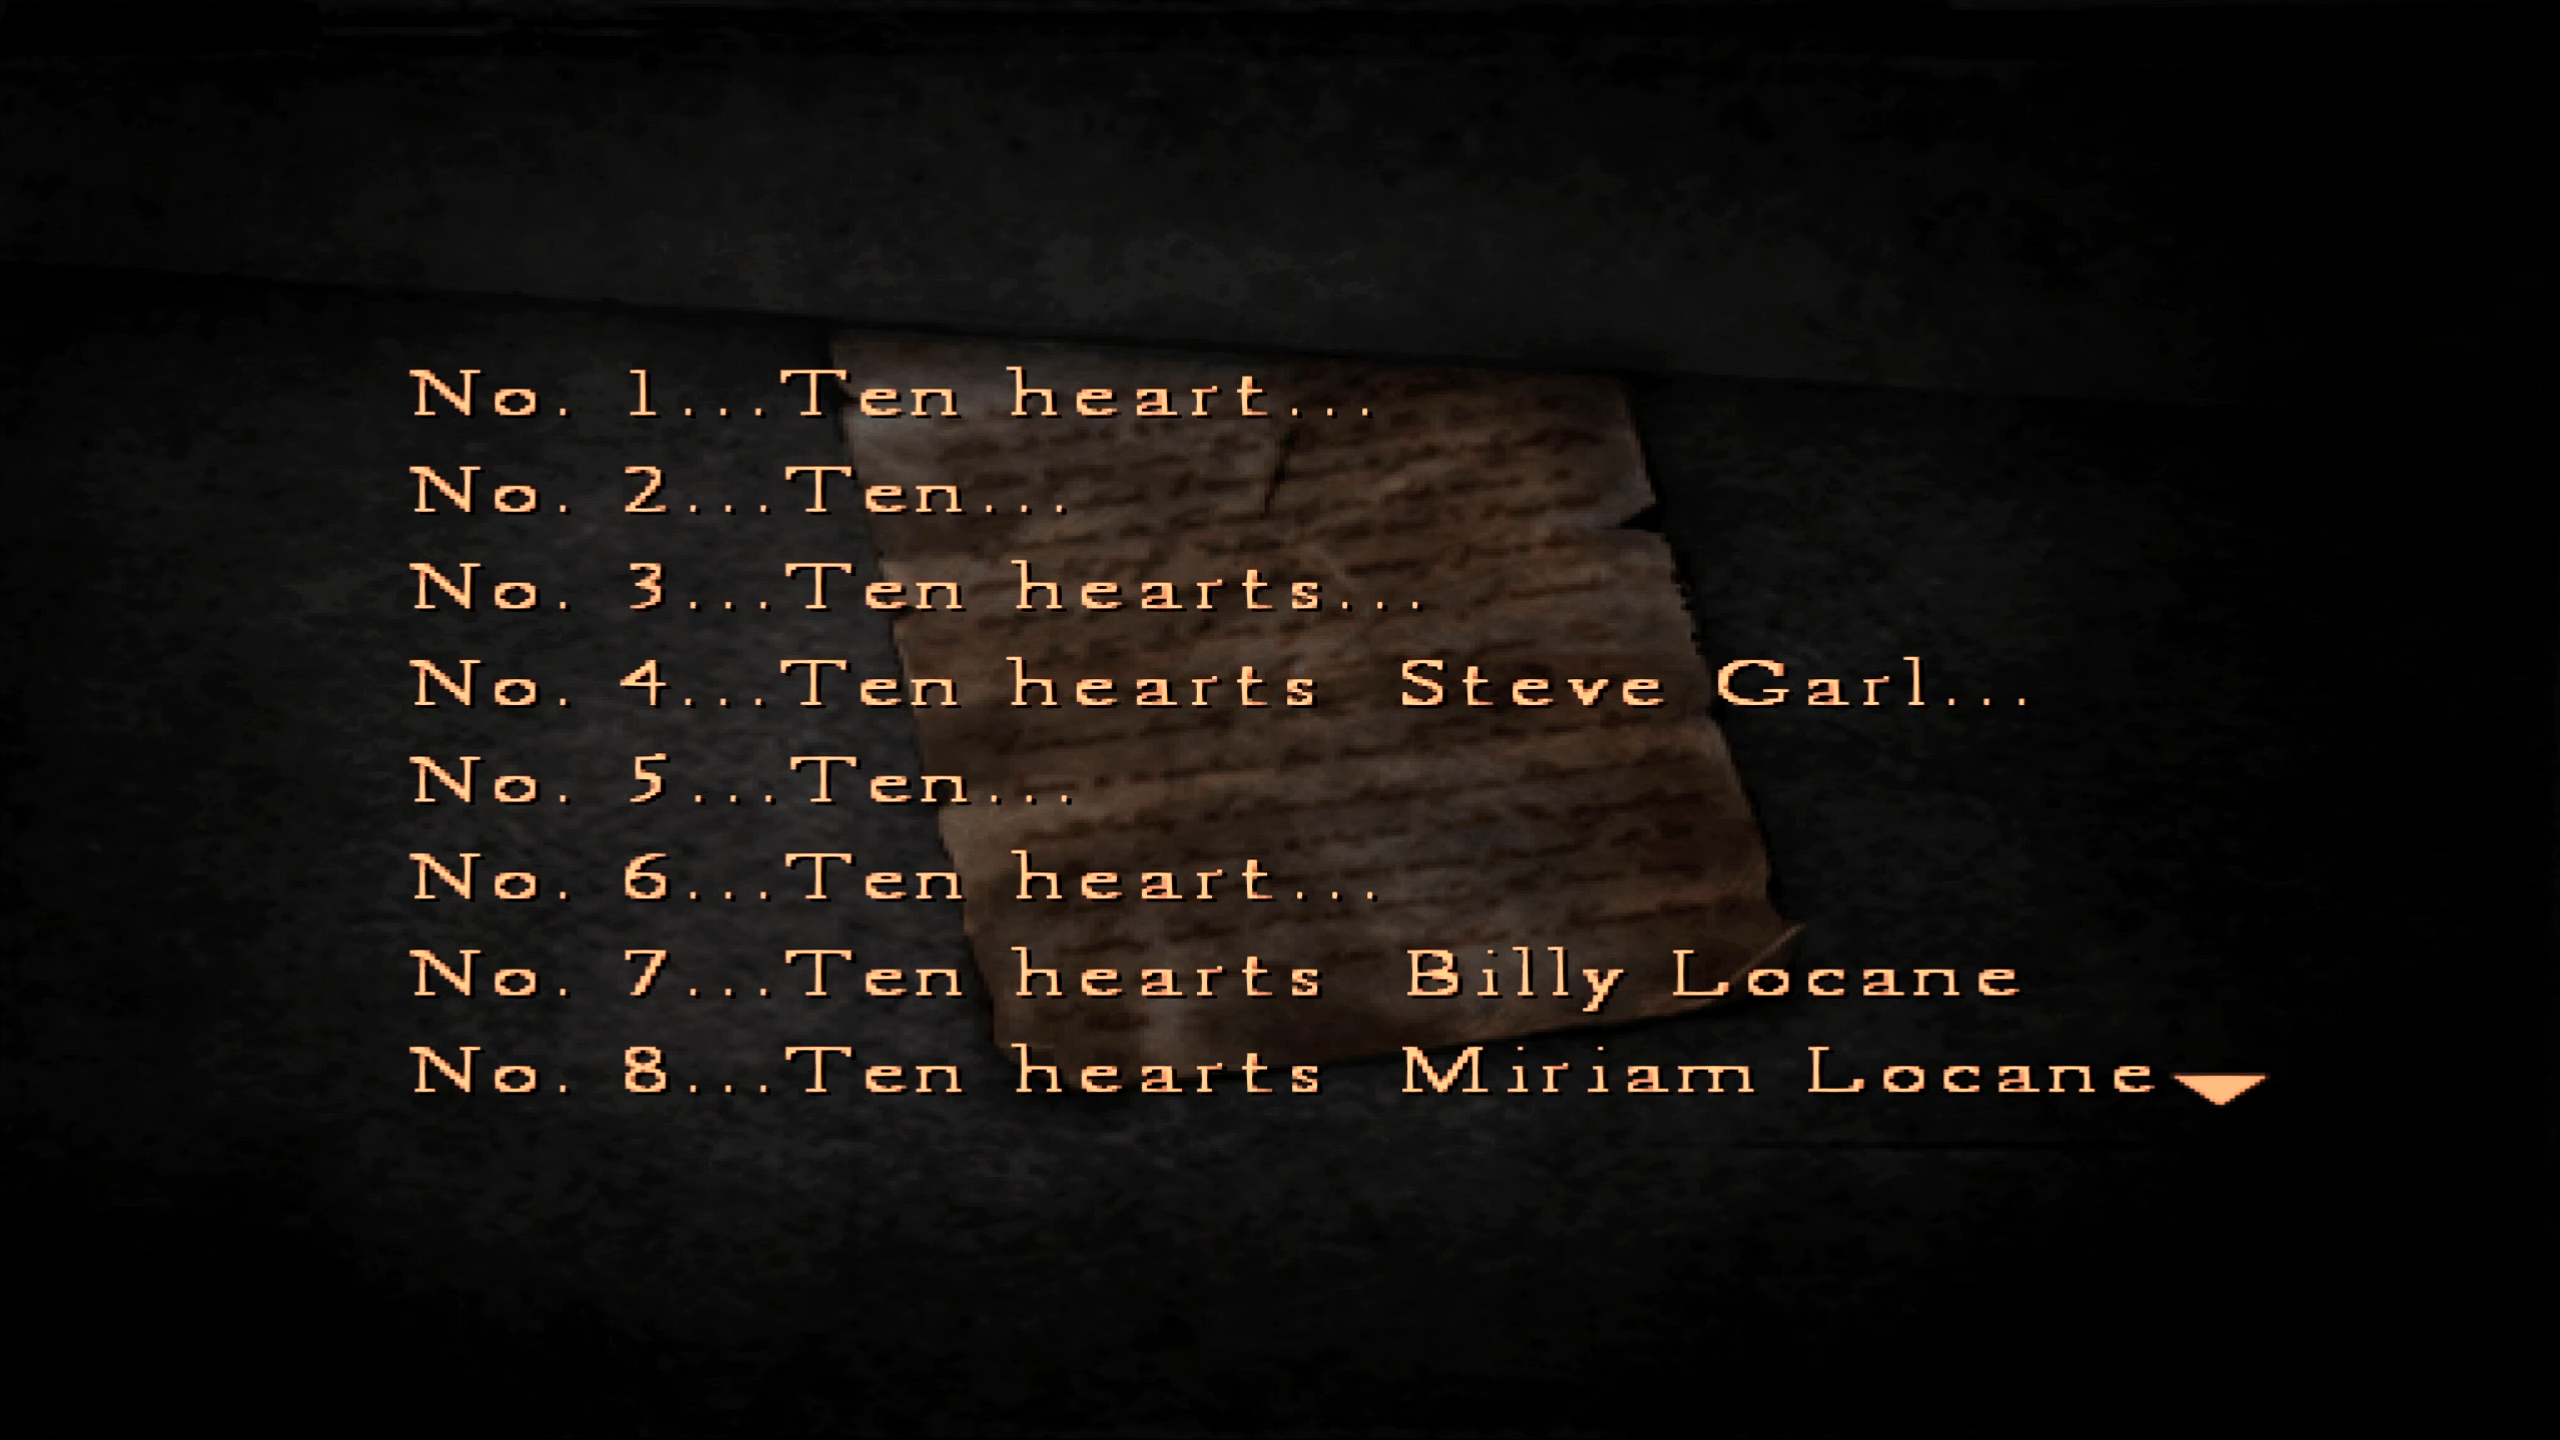 No. 1...Ten heart...
No. 2...Ten...
No. 3...Ten hearts...
No. 4...Ten hearts Steve Garl...
No. 5...Ten...
No. 6...Ten heart...
No. 7...Ten hearts Billy Locane
No. 8...Ten hearts Miriam Locane